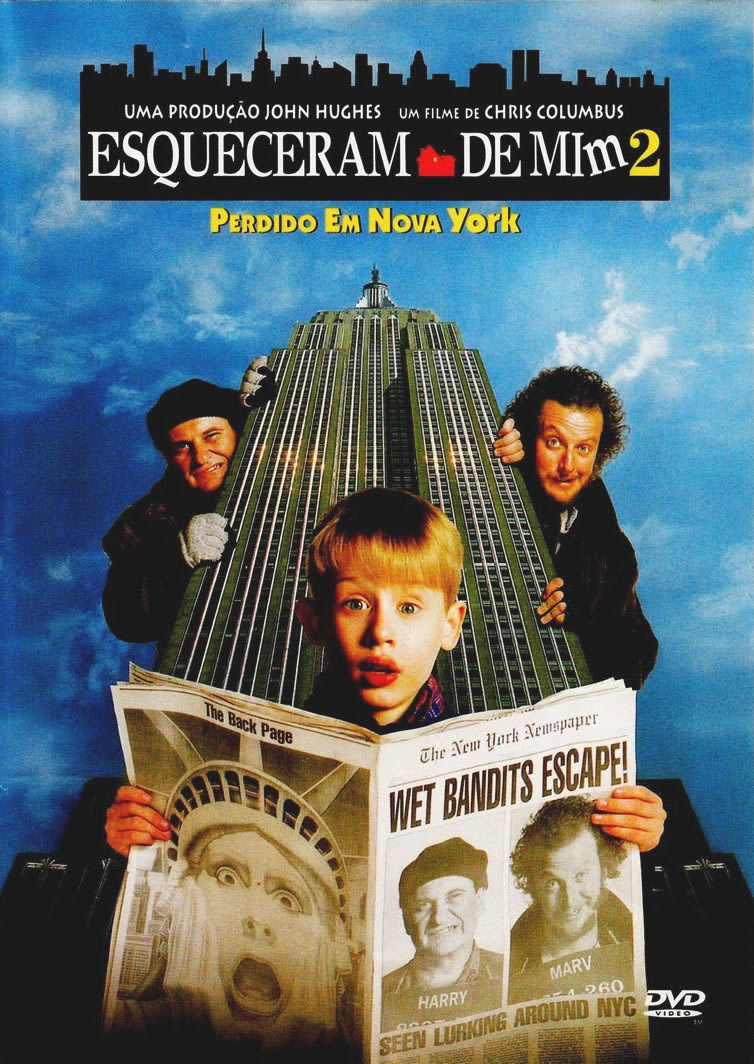 UMA PRODUÇÃO JOHN HUGHES UM FILME DE CHRIS COLUMBUS
ESQUECERAM DE MIm 2
PERDIDO EM NOVA YORK
The Back Page
The New York Newspaper
WET BANDITS ESCAPE!
HARRY
MARV
SEEN LURKING AROUND NYC
DVD
VIDEO